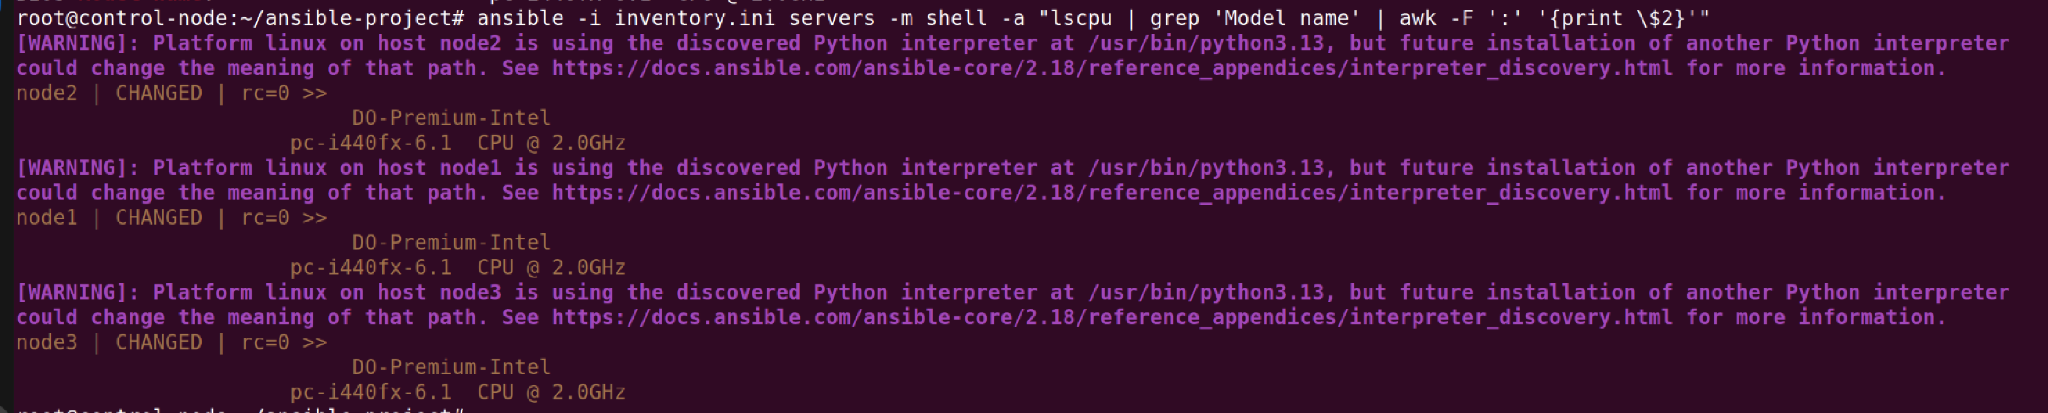 root@control-node:~/ansible-project# ansible -i inventory.ini servers -m shell -a "lscpu | grep 'Model name' | awk -F ':' '{print \$2}'"
[WARNING]: Platform linux on host node2 is using the discovered Python interpreter at /usr/bin/python3.13, but future installation of another Python interpreter
could change the meaning of that path. See https://docs.ansible.com/ansible-core/2.18/reference_appendices/interpreter_discovery.html for more information.
node2 | CHANGED | rc=0 >>
DO-Premium-Intel
pc-i440fx-6.1  CPU @ 2.0GHz
[WARNING]: Platform linux on host node1 is using the discovered Python interpreter at /usr/bin/python3.13, but future installation of another Python interpreter
could change the meaning of that path. See https://docs.ansible.com/ansible-core/2.18/reference_appendices/interpreter_discovery.html for more information.
node1 | CHANGED | rc=0 >>
DO-Premium-Intel
pc-i440fx-6.1  CPU @ 2.0GHz
[WARNING]: Platform linux on host node3 is using the discovered Python interpreter at /usr/bin/python3.13, but future installation of another Python interpreter
could change the meaning of that path. See https://docs.ansible.com/ansible-core/2.18/reference_appendices/interpreter_discovery.html for more information.
node3 | CHANGED | rc=0 >>
DO-Premium-Intel
pc-i440fx-6.1  CPU @ 2.0GHz
root@control-node:~/ansible-project#